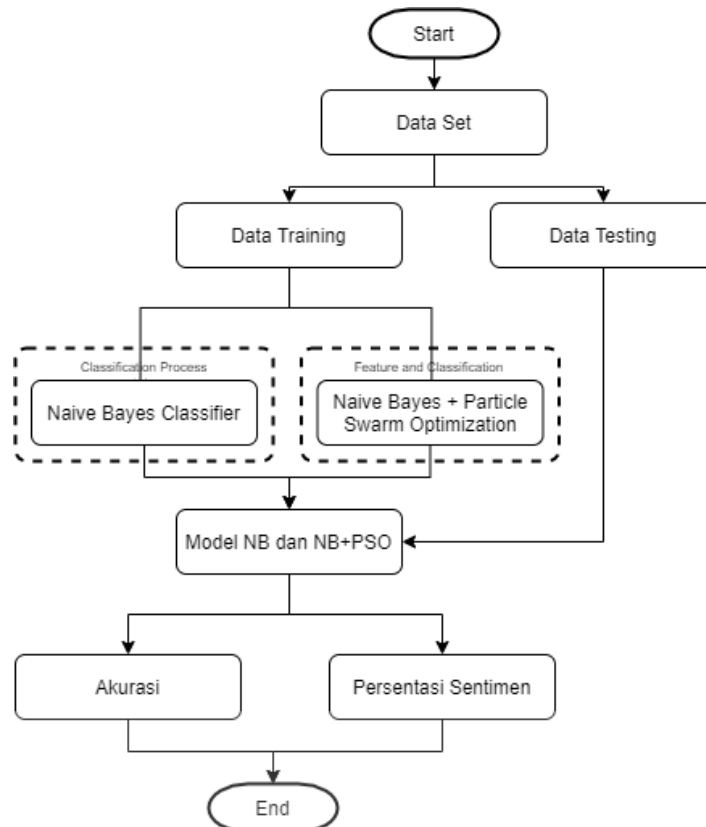 Start
Data Set
Data Training
Data Testing
Classification Process
Naive Bayes Classifier
Feature and Classification
Naive Bayes + Particle
Swarm Optimization
Model NB dan NB+PSO
Akurasi
Persentasi Sentimen
End